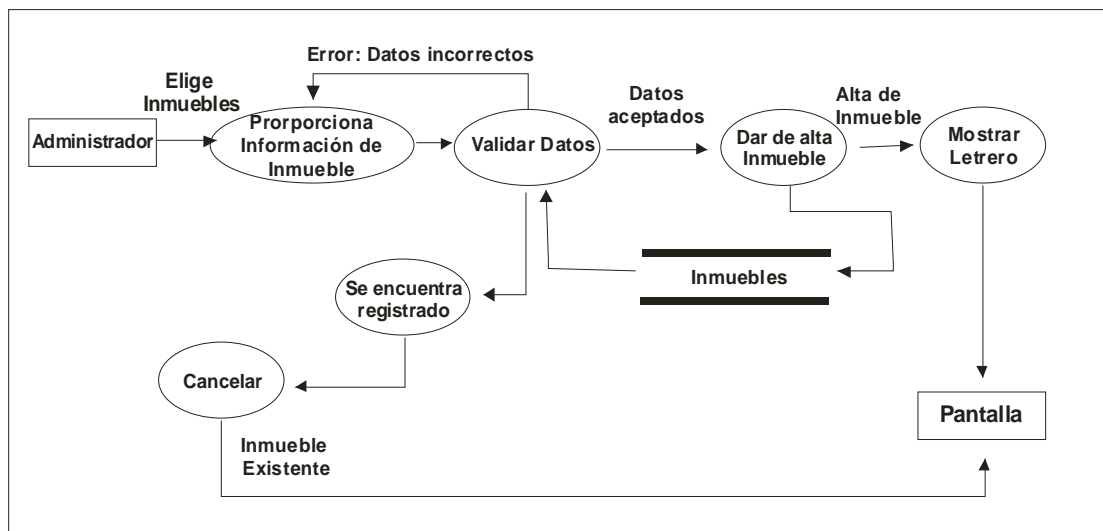 Error: Datos incorrectos
Elige
Inmuebles
Administrador
Prorporciona
Información de
Inmueble
Validar Datos
Datos
aceptados
Dar de alta
Inmueble
Alta de
Inmueble
Mostrar
Letrero
Inmuebles
Se encuentra
registrado
Cancelar
Inmueble
Existente
Pantalla